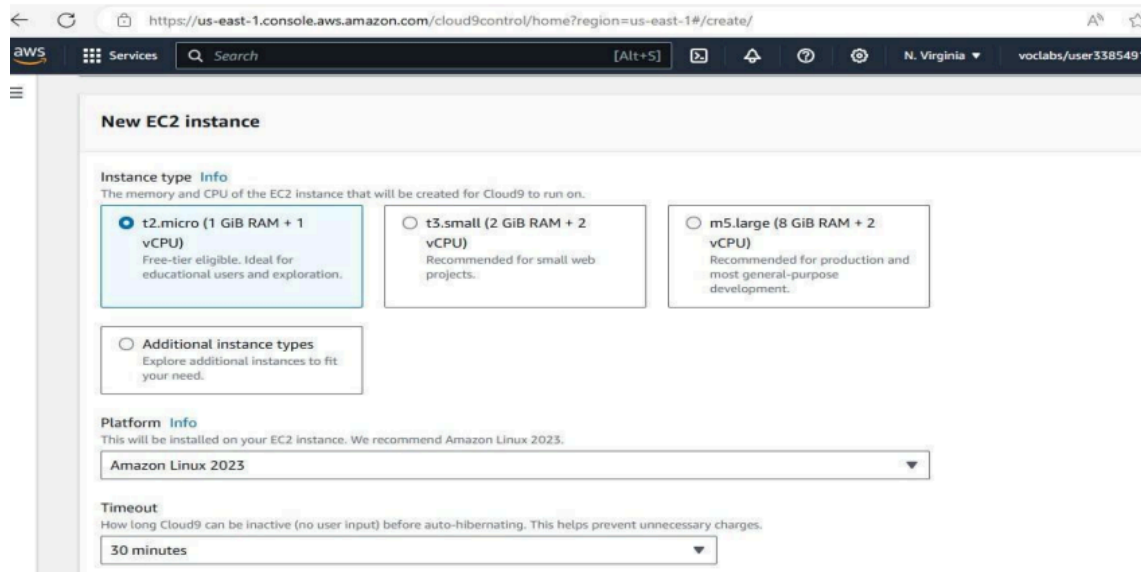 https://us-east-1.console.aws.amazon.com/cloud9control/home?region=us-east-1#/create/
aws Services Search [Alt+S] N. Virginia voclabs/user338549
New EC2 instance
Instance type Info
The memory and CPU of the EC2 instance that will be created for Cloud9 to run on.
t2.micro (1 GiB RAM + 1
vCPU)
Free-tier eligible. Ideal for
educational users and exploration.
t3.small (2 GiB RAM + 2
vCPU)
Recommended for small web
projects.
m5.large (8 GiB RAM + 2
vCPU)
Recommended for production and
most general-purpose
development.
Additional instance types
Explore additional instances to fit
your need.
Platform Info
This will be installed on your EC2 instance. We recommend Amazon Linux 2023.
Amazon Linux 2023
Timeout
How long Cloud9 can be inactive (no user input) before auto-hibernating. This helps prevent unnecessary charges.
30 minutes